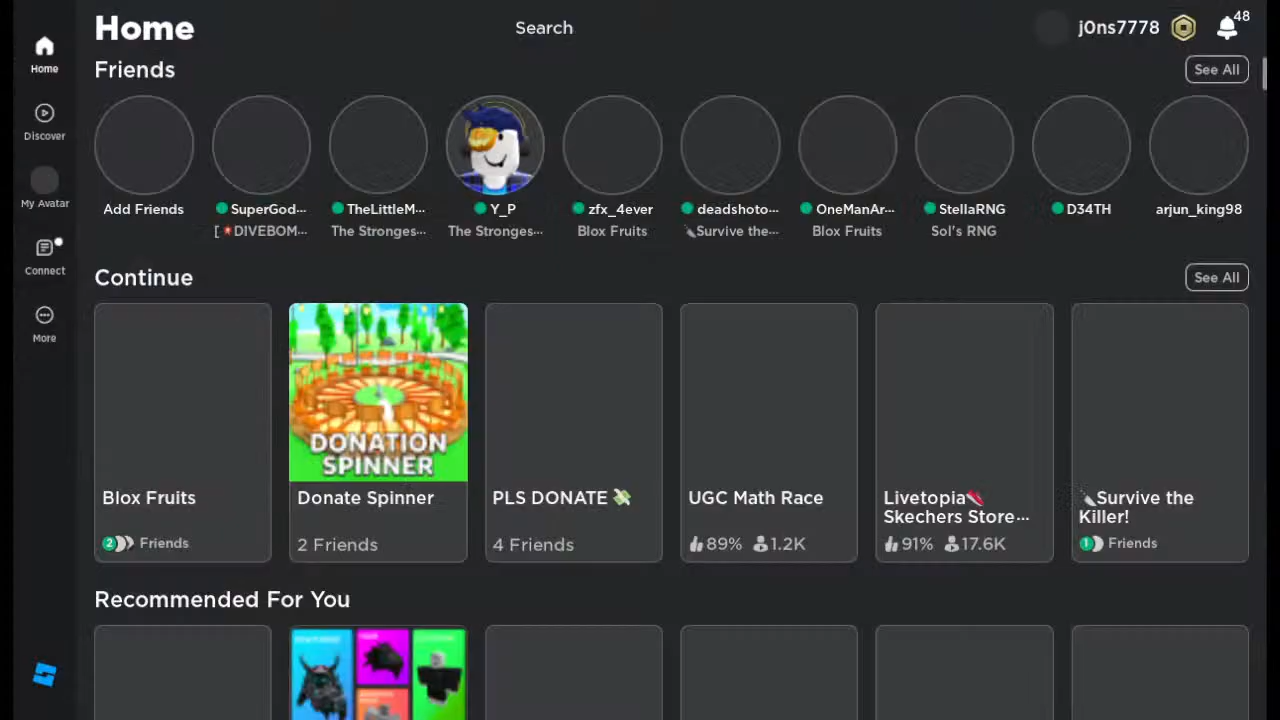 Home
Search
j0ns7778
48
Home
Friends
See All
Discover
My Avatar
Connect
More
Add Friends
SuperGod...
TheLittleM...
Y_P
zfx_4ever
deadshoto...
OneManAr...
StellaRNG
D34TH
arjun_king98
[💥DIVEBOM...
The Stronges...
The Stronges...
Blox Fruits
🔪Survive the...
Blox Fruits
Sol's RNG
Continue
See All
DONATION
SPINNER
Blox Fruits
2 Friends
Donate Spinner
2 Friends
PLS DONATE 💸
4 Friends
UGC Math Race
89% 1.2K
Livetopia
Skechers Store...
91% 17.6K
🔪Survive the
Killer!
1 Friends
Recommended For You